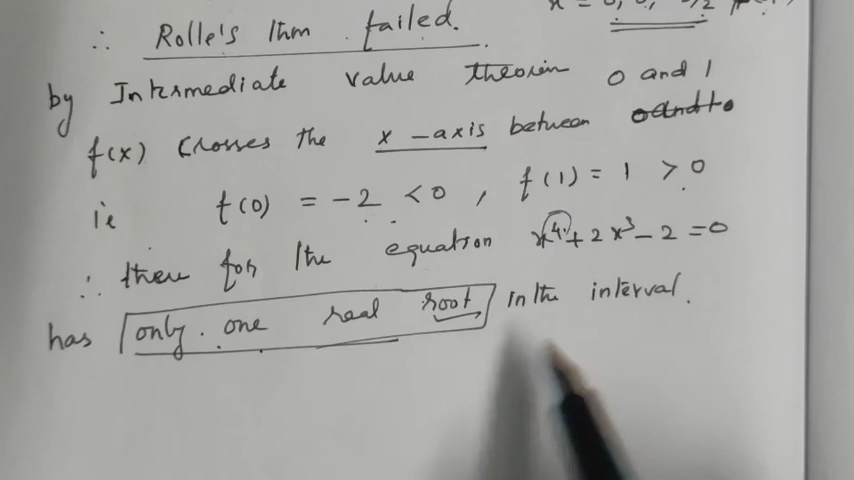 ∴ Rolle's thm . failed.
by Intermediate value theorem 0 and 1
f(x) Crosses the x-axis between
ie f(0) = -2 < 0 , f(1) = 1 > 0
∴ then for the equation x⁴ + 2x³ - 2 = 0
has only one real root in the interval.